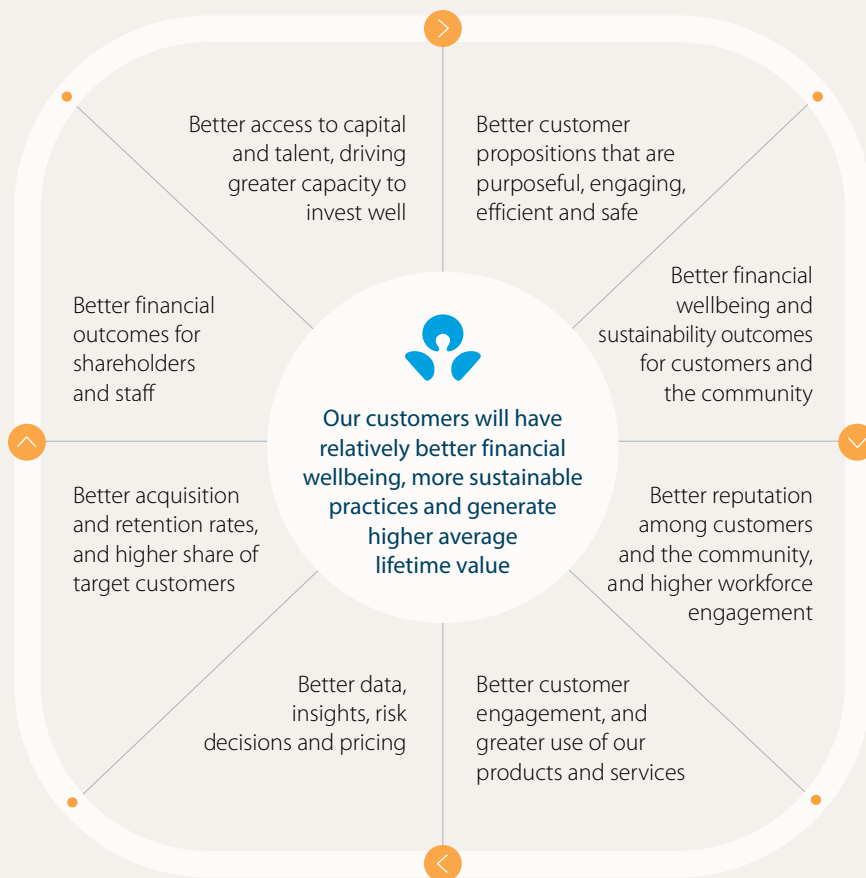 Better access to capital
and talent, driving
greater capacity to
invest well
Better customer
propositions that are
purposeful, engaging,
efficient and safe
Better financial
wellbeing and
sustainability outcomes
for customers and
the community
Better reputation
among customers
and the community,
and higher workforce
engagement
Better customer
engagement, and
greater use of our
products and services
Better data,
insights, risk
decisions and pricing
Better acquisition
and retention rates,
and higher share of
target customers
Better financial
outcomes for
shareholders
and staff
Our customers will have
relatively better financial
wellbeing, more sustainable
practices and generate
higher average
lifetime value